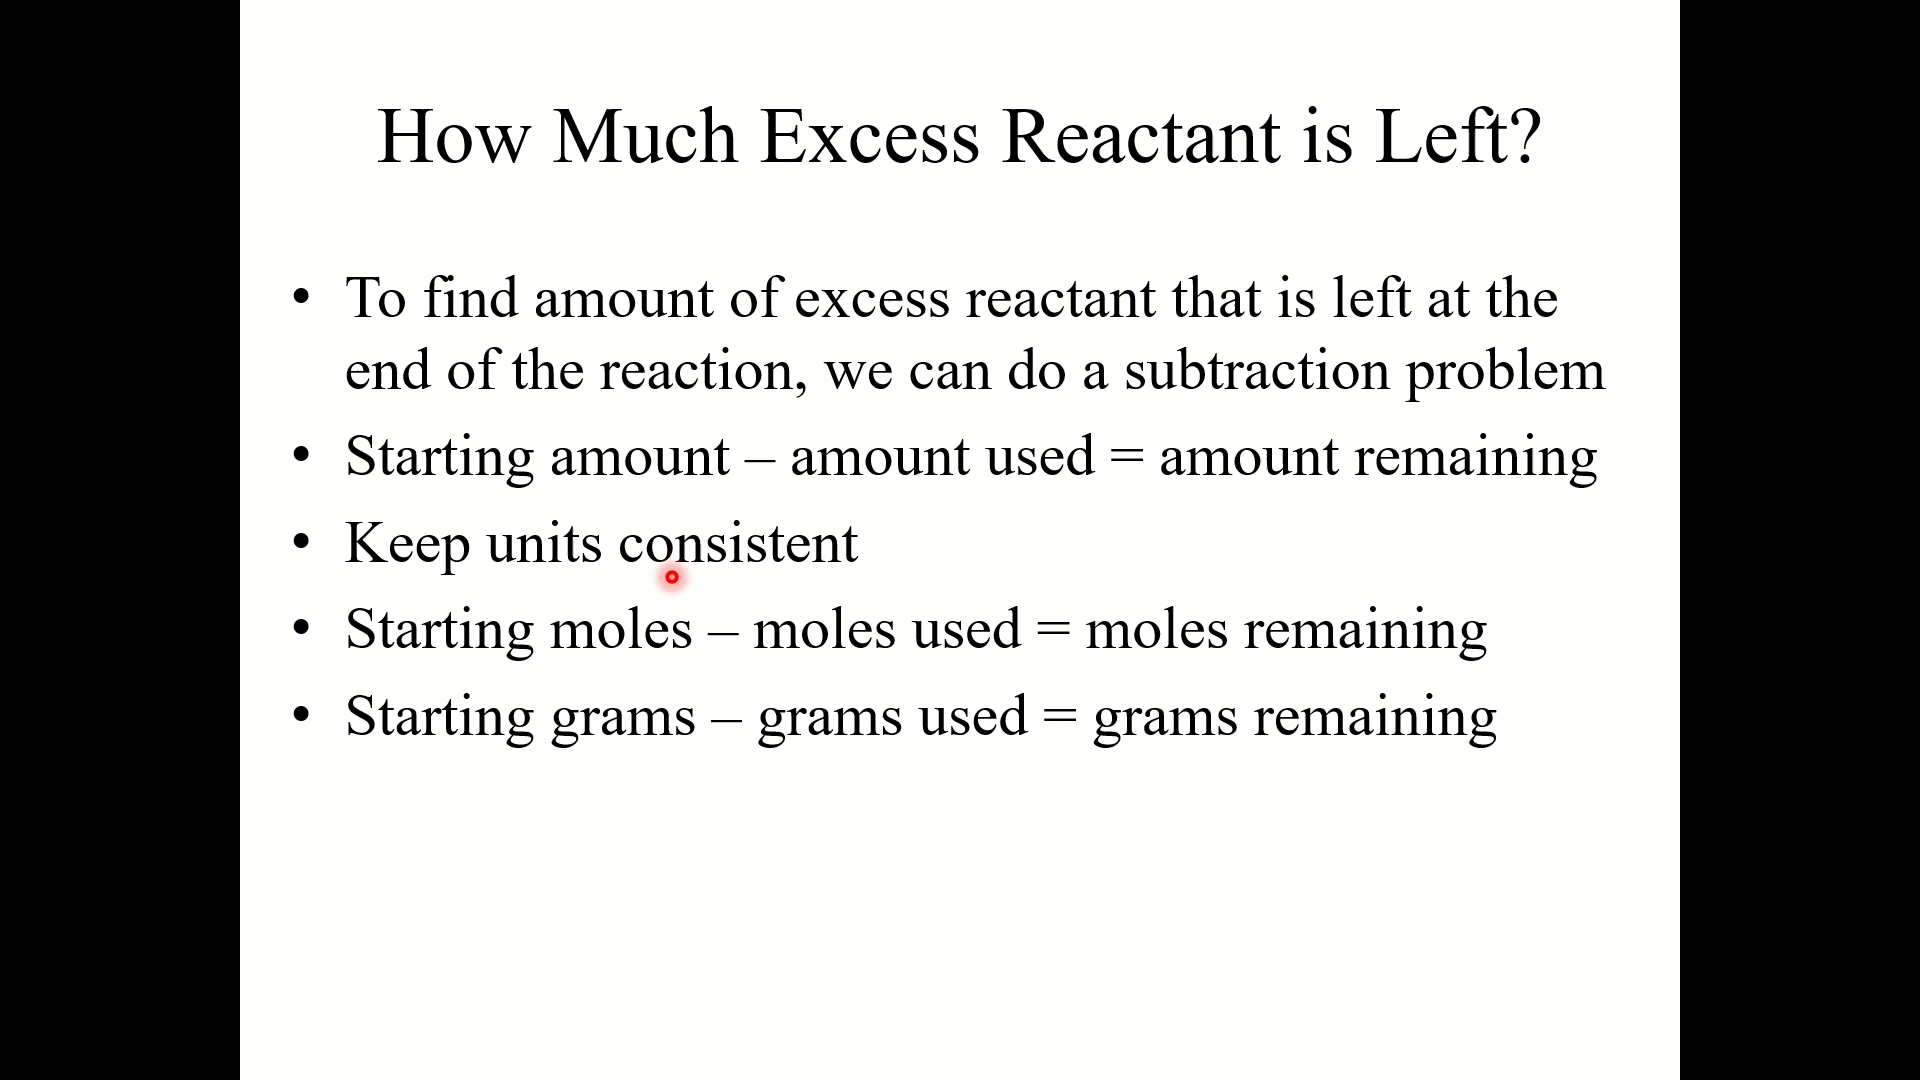 How Much Excess Reactant is Left?
• To find amount of excess reactant that is left at the
end of the reaction, we can do a subtraction problem
• Starting amount – amount used = amount remaining
• Keep units consistent
• Starting moles – moles used = moles remaining
• Starting grams – grams used = grams remaining